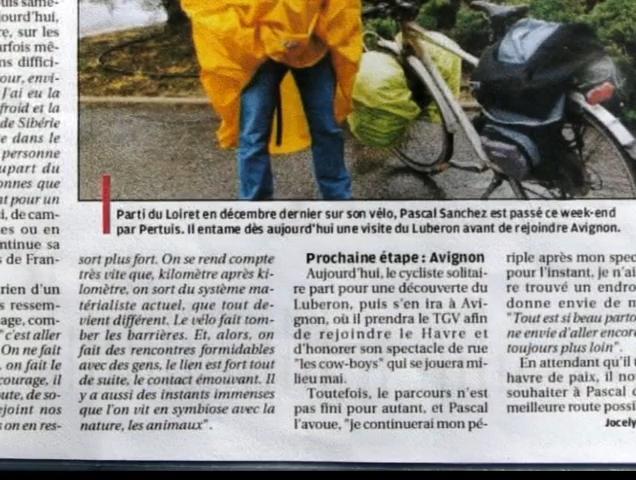 uis same-
jourd'hui,
re, sur les
arfois mê-
ns diffici-
our, envi-
J'ai eu la
froid et la
de Sibérie
e dans le
personne
upart du
onnes que
nt pour un
i, de cam-
es ou en
ntinue sa
s de Fran-
rien d'un
s ressem-
age, com-
"c'est aller
On ne fait
, on fait le
courage, il
oute, de so-
ejoint nos
s on en res-
Parti du Loiret en décembre dernier sur son vélo, Pascal Sanchez est passé ce week-end
par Pertuis. Il entame dès aujourd'hui une visite du Luberon avant de rejoindre Avignon.
sort plus fort. On se rend compte
très vite que, kilomètre après ki-
lomètre, on sort du système ma-
térialiste actuel, que tout de-
vient différent. Le vélo fait tom-
ber les barrières. Et, alors, on
fait des rencontres formidables
avec des gens, le lien est fort tout
de suite, le contact émouvant. Il
y a aussi des instants immenses
que l'on vit en symbiose avec la
nature, les animaux".
Prochaine étape : Avignon
Aujourd'hui, le cycliste solitai-
re part pour une découverte du
Luberon, puis s'en ira à Avi-
gnon, où il prendra le TGV afin
de rejoindre le Havre et
d'honorer son spectacle de rue
"les cow-boys" qui se jouera mi-
lieu mai.
Toutefois, le parcours n'est
pas fini pour autant, et Pascal
l'avoue, "je continuerai mon pé-
riple après mon spec
pour l'instant, je n'ai
re trouvé un endro
donne envie de m
"Tout est si beau parto
ne envie d'aller encore
toujours plus loin".
En attendant qu'il t
havre de paix, il no
souhaiter à Pascal d
meilleure route possi
Jocely